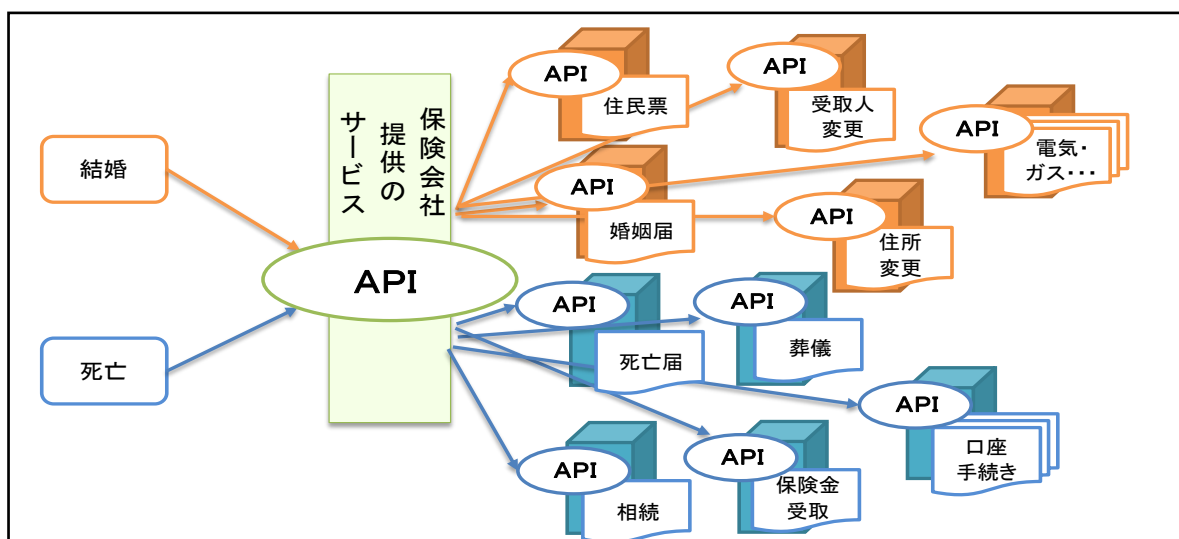 結婚
死亡
保険会社
提供の
サービス
API
API
住民票
API
受取人
変更
API
電気・
ガス・・・
API
婚姻届
API
住所
変更
API
死亡届
API
葬儀
API
口座
手続き
API
相続
API
保険金
受取